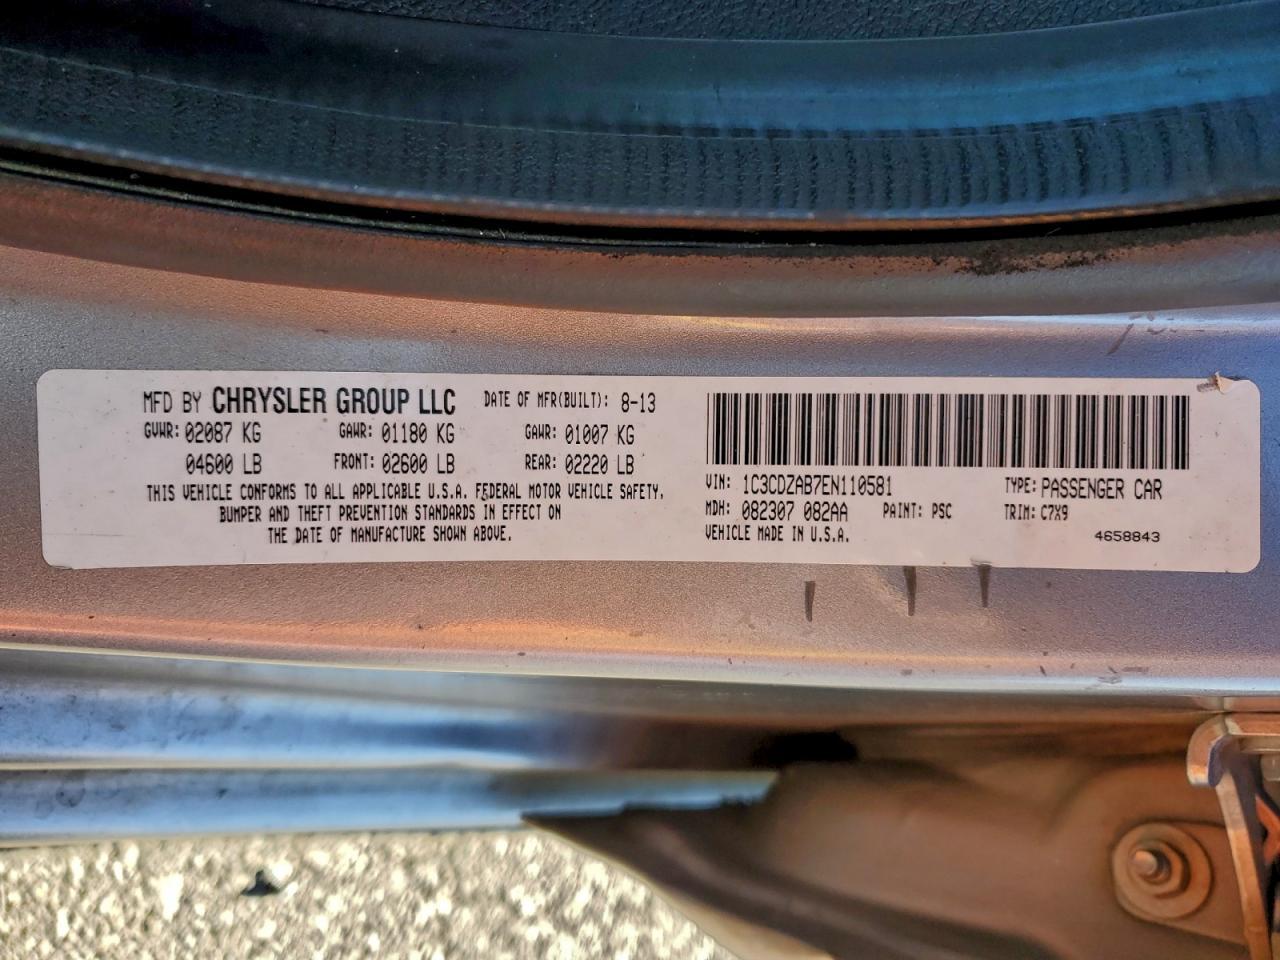 MFD BY CHRYSLER GROUP LLC DATE OF MFR(BUILT): 8-13
GVWR: 02087 KG GAWR: 01180 KG GAWR: 01007 KG
04600 LB FRONT: 02600 LB REAR: 02220 LB
THIS VEHICLE CONFORMS TO ALL APPLICABLE U.S.A. FEDERAL MOTOR VEHICLE SAFETY,
BUMPER AND THEFT PREVENTION STANDARDS IN EFFECT ON
THE DATE OF MANUFACTURE SHOWN ABOVE.
VIN: 1C3CDZAB7EN110581 TYPE: PASSENGER CAR
MDH: 082307 082AA PAINT: PSC TRIM: C7X9
VEHICLE MADE IN U.S.A. 4658843